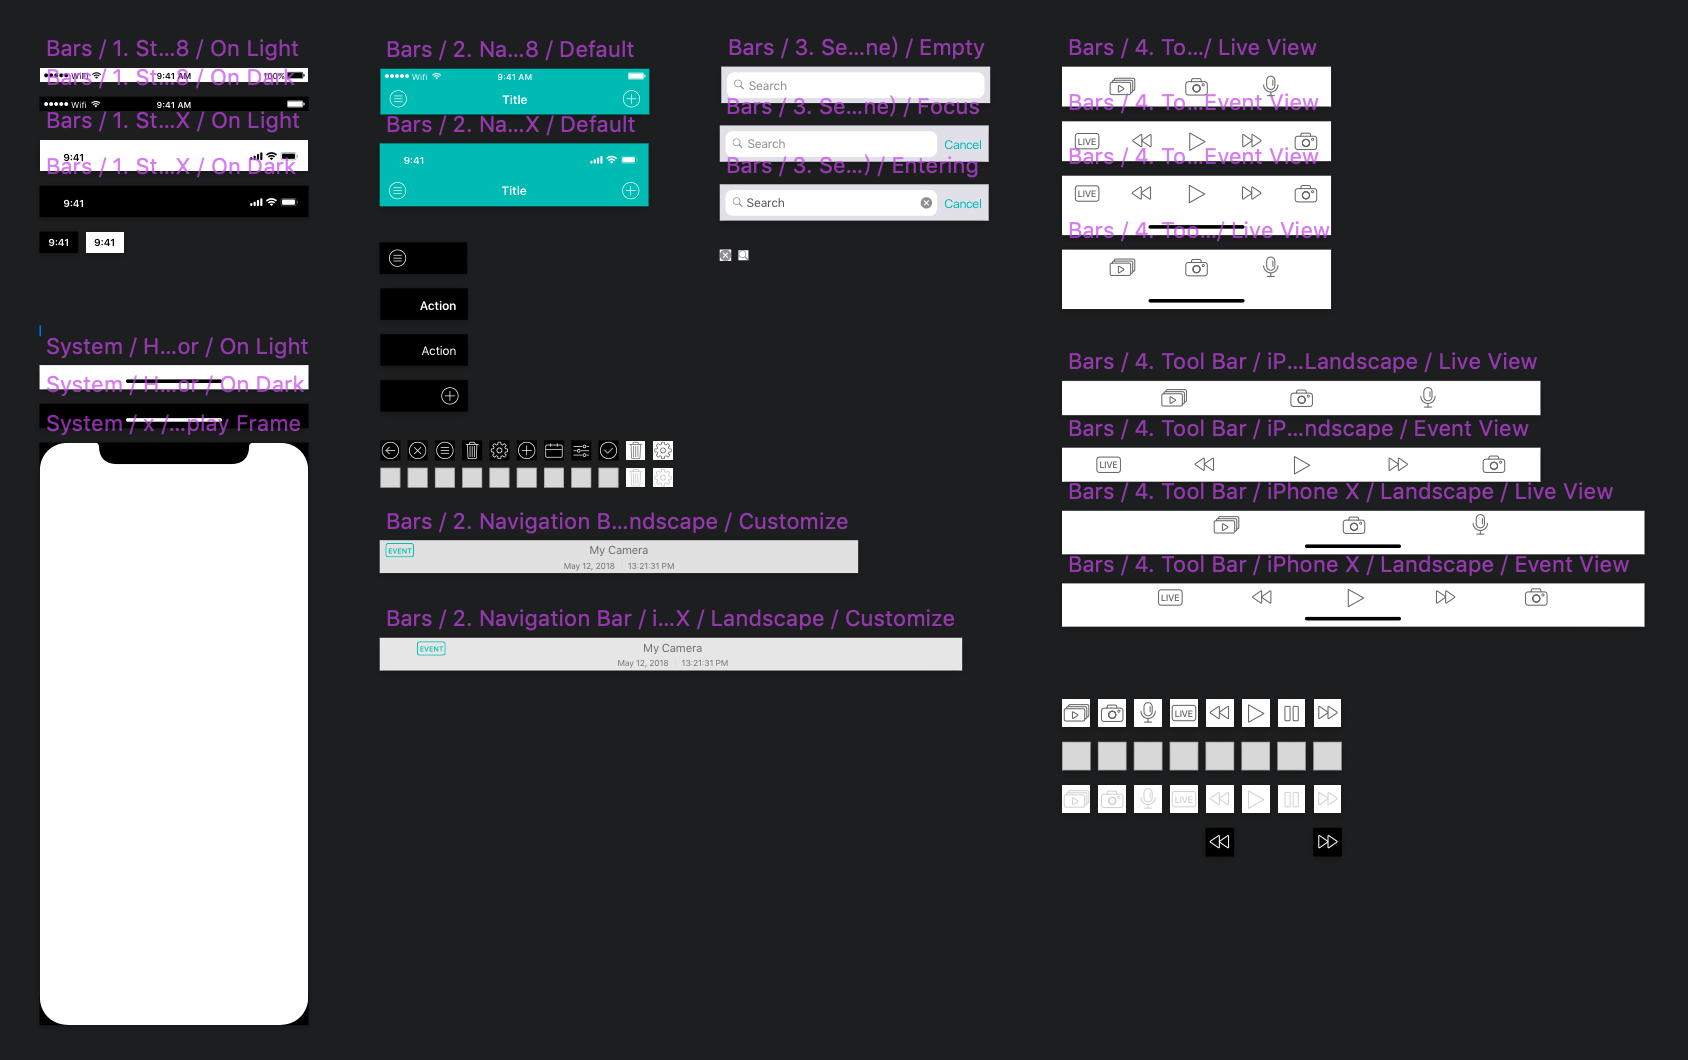 Bars / 1. St...8 / On Light
Wifi 9:41 AM 100%
Bars / 1. St...8 / On Dark
Wifi 9:41 AM
Bars / 1. St...X / On Light
9:41
Bars / 1. St...X / On Dark
9:41
9:41 9:41
System / H...or / On Light
System / H...or / On Dark
System / x /...play Frame
Bars / 2. Na...8 / Default
Wifi 9:41 AM
Title
Bars / 2. Na...X / Default
9:41
Title
Action
Action
Bars / 2. Navigation B...ndscape / Customize
EVENT
My Camera
May 12, 2018 13:21:31 PM
Bars / 2. Navigation Bar / i...X / Landscape / Customize
EVENT
My Camera
May 12, 2018 13:21:31 PM
Bars / 3. Se...ne) / Empty
Search
Bars / 3. Se...ne) / Focus
Search Cancel
Bars / 3. Se...) / Entering
Search Cancel
Bars / 4. To.../ Live View
Bars / 4. To...Event View
LIVE
Bars / 4. To...Event View
LIVE
Bars / 4. Too.../ Live View
Bars / 4. Tool Bar / iP...Landscape / Live View
Bars / 4. Tool Bar / iP...ndscape / Event View
LIVE
Bars / 4. Tool Bar / iPhone X / Landscape / Live View
Bars / 4. Tool Bar / iPhone X / Landscape / Event View
LIVE
LIVE
LIVE